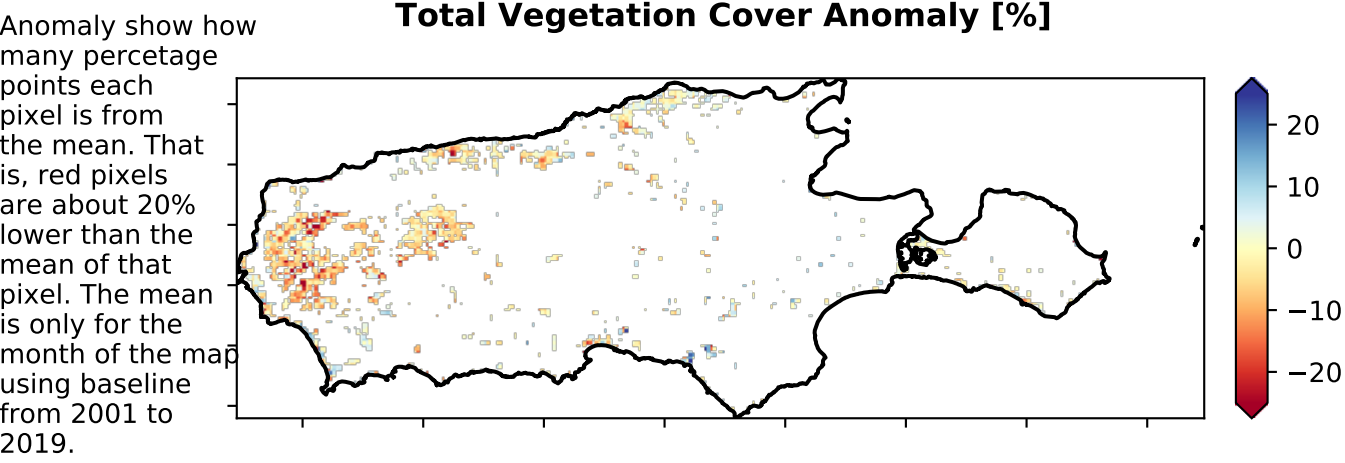 Total Vegetation Cover Anomaly [%]
Anomaly show how
many percetage
points each
pixel is from
the mean. That
is, red pixels
are about 20%
lower than the
mean of that
pixel. The mean
is only for the
month of the map
using baseline
from 2001 to
2019.
20
10
0
−10
−20